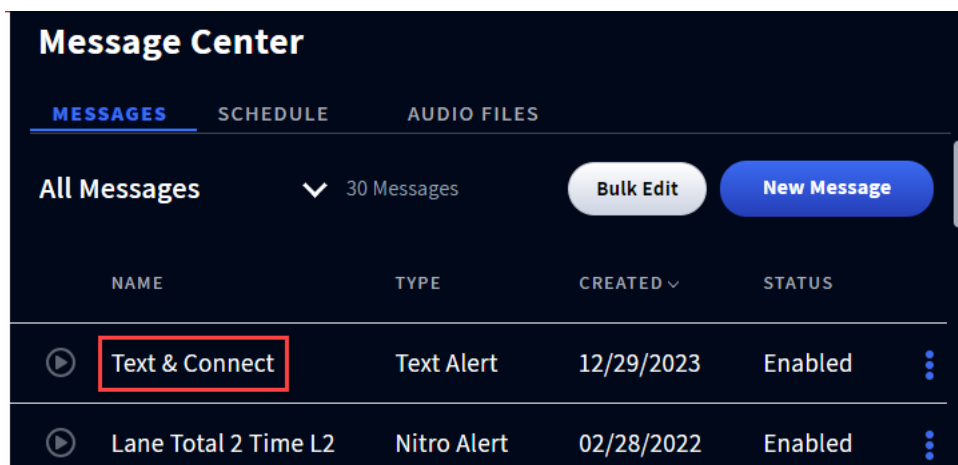 Message Center
MESSAGES SCHEDULE AUDIO FILES
All Messages 30 Messages Bulk Edit New Message
NAME TYPE CREATED STATUS
Text & Connect Text Alert 12/29/2023 Enabled
Lane Total 2 Time L2 Nitro Alert 02/28/2022 Enabled